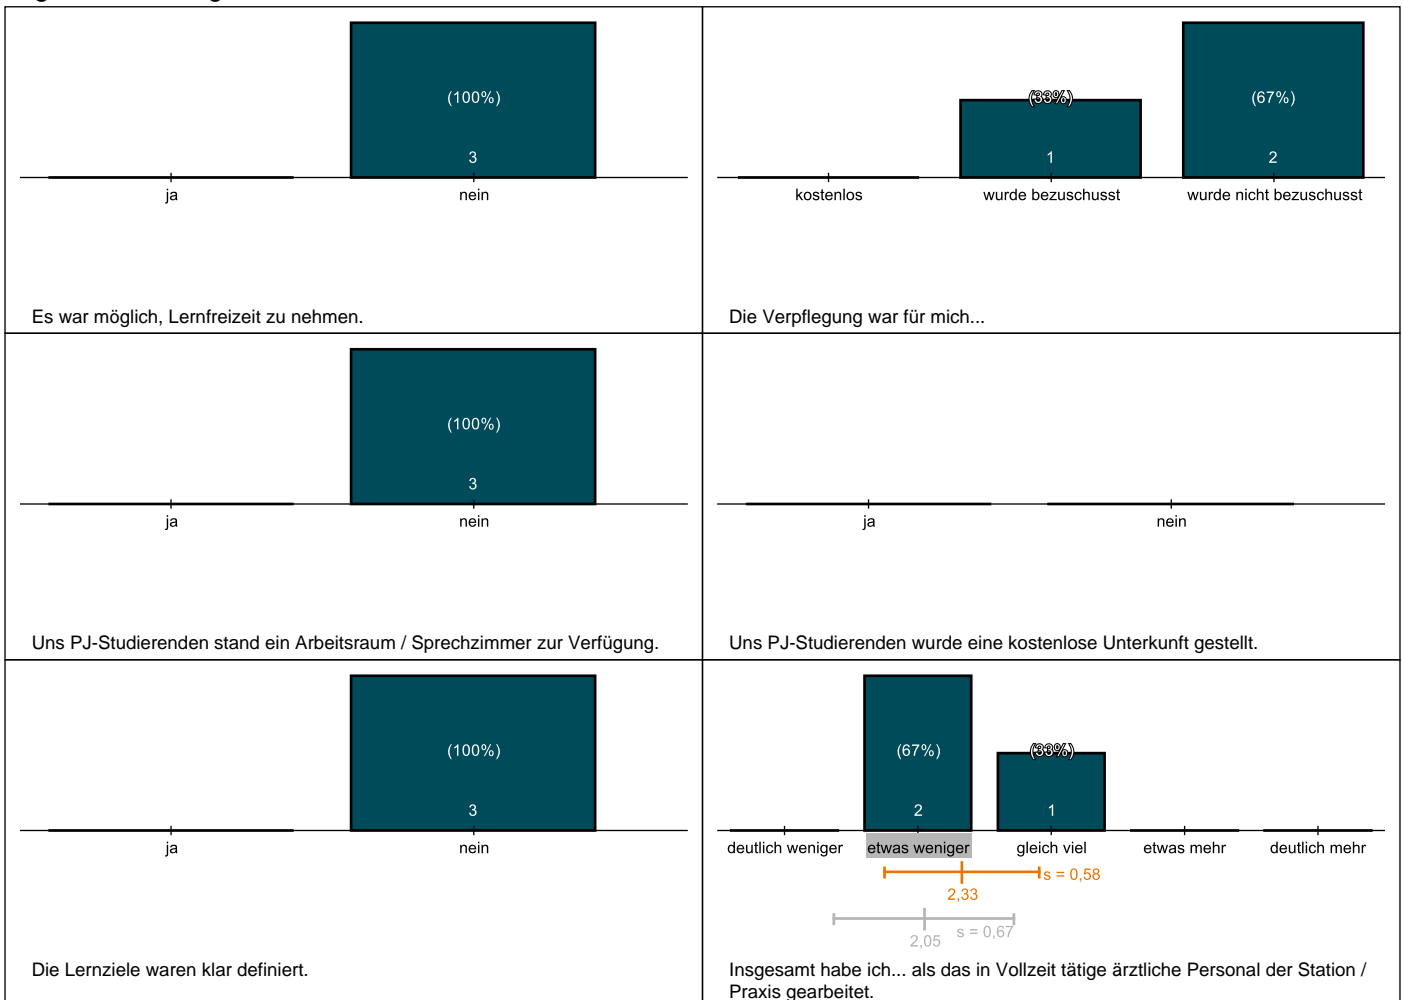 (100%)
3
ja
nein
Es war möglich, Lernfreizeit zu nehmen.
(33%)
(67%)
1
2
kostenlos
wurde bezuschusst
wurde nicht bezuschusst
Die Verpflegung war für mich...
(100%)
3
ja
nein
Uns PJ-Studierenden stand ein Arbeitsraum / Sprechzimmer zur Verfügung.
ja
nein
Uns PJ-Studierenden wurde eine kostenlose Unterkunft gestellt.
(100%)
3
ja
nein
Die Lernziele waren klar definiert.
(67%)
(33%)
2
1
deutlich weniger
etwas weniger
gleich viel
etwas mehr
deutlich mehr
s = 0,58
2,33
s = 0,67
2,05
Insgesamt habe ich... als das in Vollzeit tätige ärztliche Personal der Station /
Praxis gearbeitet.